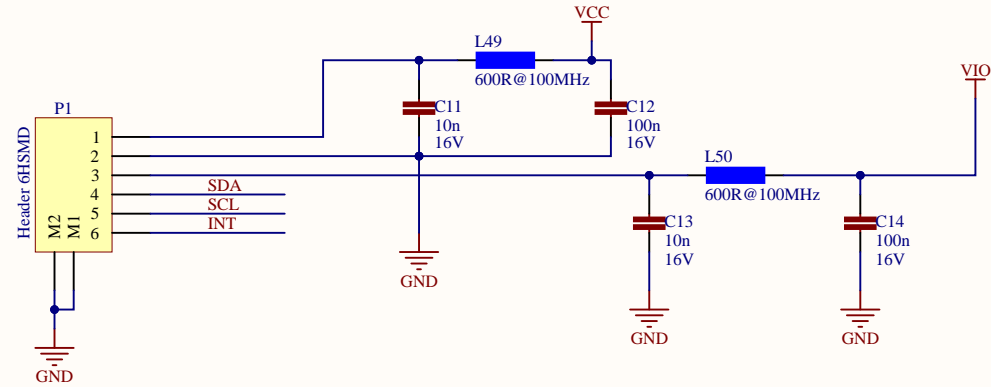 VCC
L49
600R@100MHz
VIO
P1
C11
10n
16V
C12
100n
16V
Header 6HSMD
1
2
3
4
5
6
M2
M1
SDA
SCL
INT
L50
600R@100MHz
C13
10n
16V
C14
100n
16V
GND
GND
GND
GND